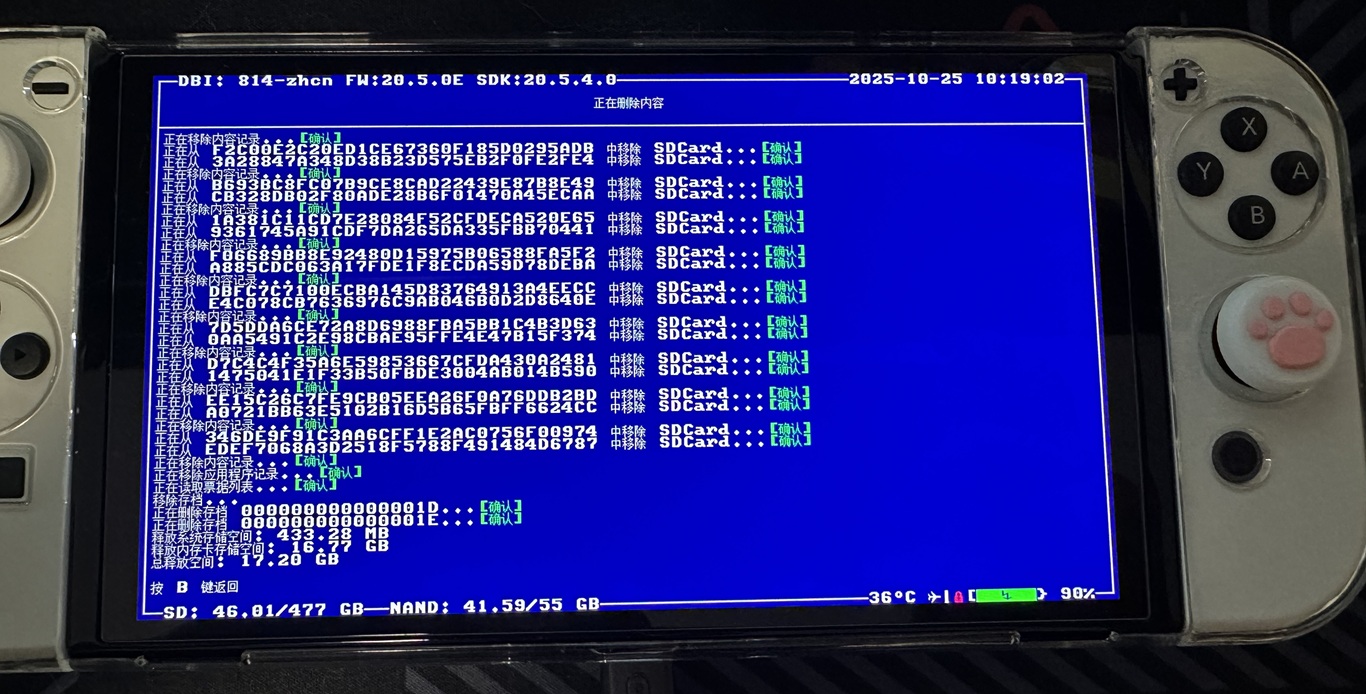 DBI: 814-zhcn FW:20.5.0E SDK:20.5.4.0 2025-10-25 10:19:02
正在删除内容
正在移除内容记录...[确认]
正在从 F2C00E2C20ED1CE67360F185D0295ADB 中移除 SDCard...[确认]
正在从 3A28847A348D38B23D575EB2F0FE2FE4 中移除 SDCard...[确认]
正在移除内容记录...[确认]
正在从 B693BC8FC07B9CE8CAD22439E87B8E49 中移除 SDCard...[确认]
正在从 CB328DB02F80ADE28B6F01470A45ECAA 中移除 SDCard...[确认]
正在移除内容记录...[确认]
正在从 1A381C11CD7E28084F52CFDECA520E65 中移除 SDCard...[确认]
正在从 9361745A91CDF7DA265DA335FBB70441 中移除 SDCard...[确认]
正在移除内容记录...[确认]
正在从 F06689BB8E92480D15975B06588FA5F2 中移除 SDCard...[确认]
正在从 A885CDC063A17FDE1F8ECDA59D78DEBA 中移除 SDCard...[确认]
正在移除内容记录...[确认]
正在从 DBFC7C7100ECBA145D83764913A4EECC 中移除 SDCard...[确认]
正在从 E4C078CB7636976C9AB046B0D2D8640E 中移除 SDCard...[确认]
正在移除内容记录...[确认]
正在从 7D5DDA6CE72A8D6988FBA5BB1C4B3D63 中移除 SDCard...[确认]
正在从 0AA5491C2E98CBAE95FFE4E47B15F374 中移除 SDCard...[确认]
正在移除内容记录...[确认]
正在从 D7C4C4F35A6E59853667CFDA430A2481 中移除 SDCard...[确认]
正在从 1475041E1F33B50FBDE3004AB014B590 中移除 SDCard...[确认]
正在移除内容记录...[确认]
正在从 EE15C26C7FE9CB05EEA26F0A76DDB2BD 中移除 SDCard...[确认]
正在从 A0721BB63E5102B16D5B65FBFF6624CC 中移除 SDCard...[确认]
正在移除内容记录...[确认]
正在从 346DE9F91C3AA6CFF1E2AC0756F00974 中移除 SDCard...[确认]
正在从 EDEF7068A3D2518F5788F491484D6787 中移除 SDCard...[确认]
正在移除内容记录...[确认]
正在移除应用程序记录...[确认]
正在读取票据列表...[确认]
移除存档...
正在删除存档 000000000000001D...[确认]
正在删除存档 000000000000001E...[确认]
释放系统存储空间: 433.28 MB
释放内存卡存储空间: 16.77 GB
总释放空间: 17.20 GB
按 B 键返回
SD: 46.01/477 GB NAND: 41.59/55 GB 36°C 90%
X
Y
A
B